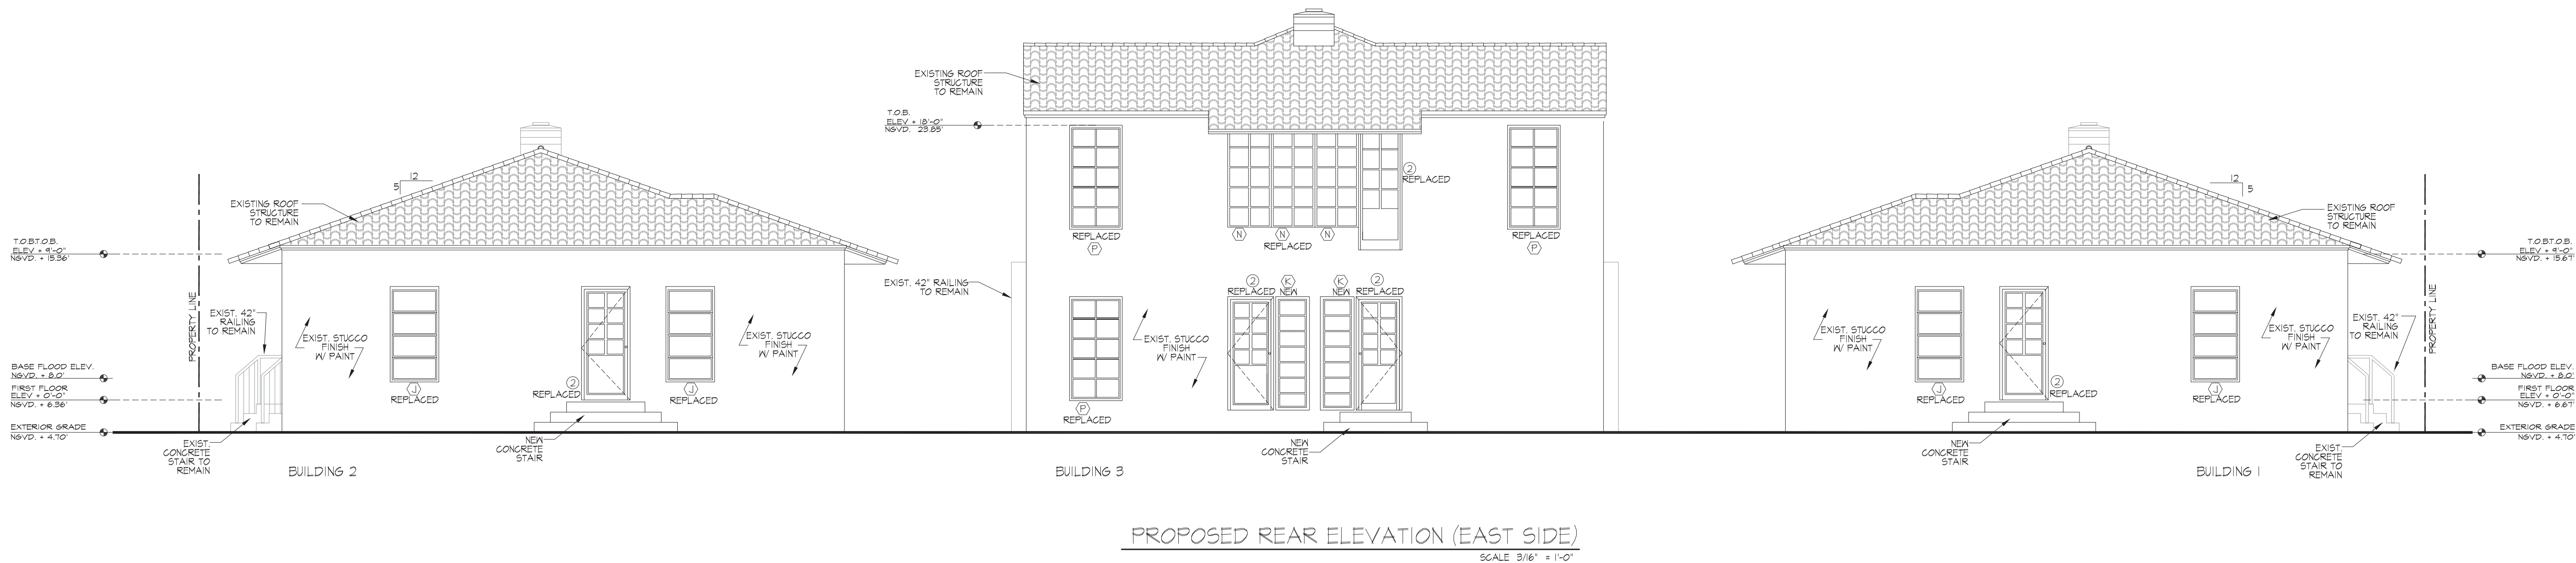 T.O.B.T.O.B.
ELEV + 9'-0"
NGVD. + 15.36'
BASE FLOOD ELEV.
NGVD. + 8.0'
FIRST FLOOR
ELEV + 0'-0"
NGVD. + 6.36'
EXTERIOR GRADE
NGVD. + 4.70'
PROPERTY LINE
EXISTING ROOF
STRUCTURE
TO REMAIN
12
5
EXIST. 42"
RAILING
TO REMAIN
EXIST. STUCCO
FINISH
W/ PAINT
J
REPLACED
2
REPLACED
J
REPLACED
EXIST. STUCCO
FINISH
W/ PAINT
EXIST.
CONCRETE
STAIR TO
REMAIN
NEW
CONCRETE
STAIR
BUILDING 2
EXISTING ROOF
STRUCTURE
TO REMAIN
T.O.B.
ELEV + 18'-0"
NGVD. 23.85'
REPLACED
P
N
N
N
REPLACED
2
REPLACED
REPLACED
P
EXIST. 42" RAILING
TO REMAIN
EXIST. STUCCO
FINISH
W/ PAINT
2
REPLACED
K
NEW
K
NEW
2
REPLACED
P
REPLACED
NEW
CONCRETE
STAIR
BUILDING 3
12
5
EXISTING ROOF
STRUCTURE
TO REMAIN
EXIST. STUCCO
FINISH
W/ PAINT
J
REPLACED
2
REPLACED
J
REPLACED
EXIST. STUCCO
FINISH
W/ PAINT
EXIST. 42"
RAILING
TO REMAIN
NEW
CONCRETE
STAIR
EXIST.
CONCRETE
STAIR TO
REMAIN
BUILDING 1
PROPERTY LINE
T.O.B.T.O.B.
ELEV + 9'-0"
NGVD. + 15.67'
BASE FLOOD ELEV.
NGVD. + 8.0'
FIRST FLOOR
ELEV + 0'-0"
NGVD. + 6.67'
EXTERIOR GRADE
NGVD. + 4.70'
PROPOSED REAR ELEVATION (EAST SIDE)
SCALE 3/16" = 1'-0"